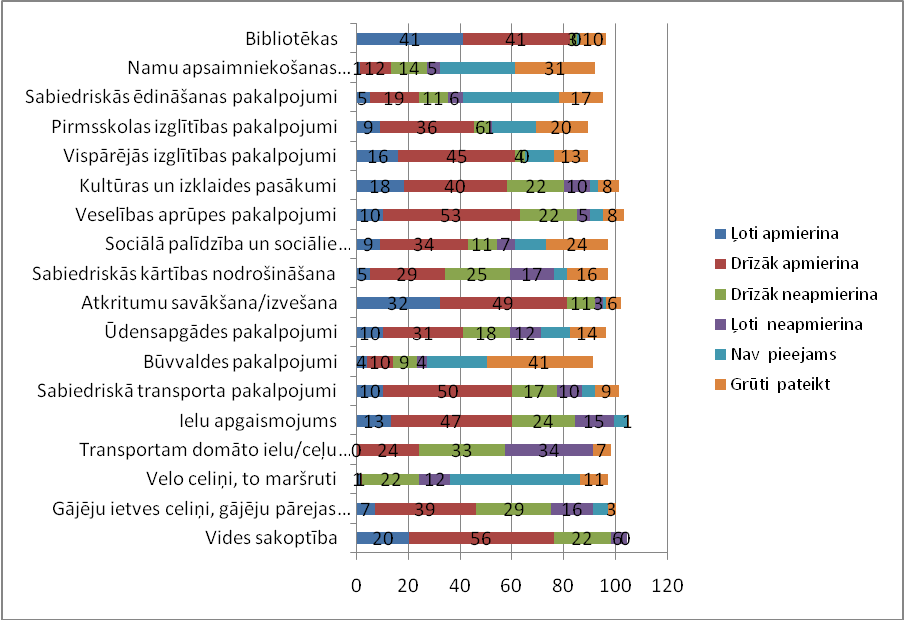 Bibliotēkas 41 41 3 0 10
Namu apsaimniekošanas... 1 12 14 5 31
Sabiedriskās ēdināšanas pakalpojumi 5 19 11 6 17
Pirmsskolas izglītības pakalpojumi 9 36 6 1 20
Vispārējās izglītības pakalpojumi 16 45 4 0 13
Kultūras un izklaides pasākumi 18 40 22 10 8
Veselības aprūpes pakalpojumi 10 53 22 5 8
Sociālā palīdzība un sociālie... 9 34 11 7 24
Sabiedriskās kārtības nodrošināšana 5 29 25 17 16
Atkritumu savākšana/izvešana 32 49 11 3 6
Ūdensapgādes pakalpojumi 10 31 18 12 14
Būvvaldes pakalpojumi 4 10 9 4 41
Sabiedriskā transporta pakalpojumi 10 50 17 10 9
Ielu apgaismojums 13 47 24 15 1
Transportam domāto ielu/ceļu... 0 24 33 34 7
Velo celiņi, to maršruti 1 1 22 12 11
Gājēju ietves celiņi, gājēju pārejas... 7 39 29 16 3
Vides sakoptība 20 56 22 6 0
0 20 40 60 80 100 120
Ļoti apmierina
Drīzāk apmierina
Drīzāk neapmierina
Ļoti neapmierina
Nav pieejams
Grūti pateikt